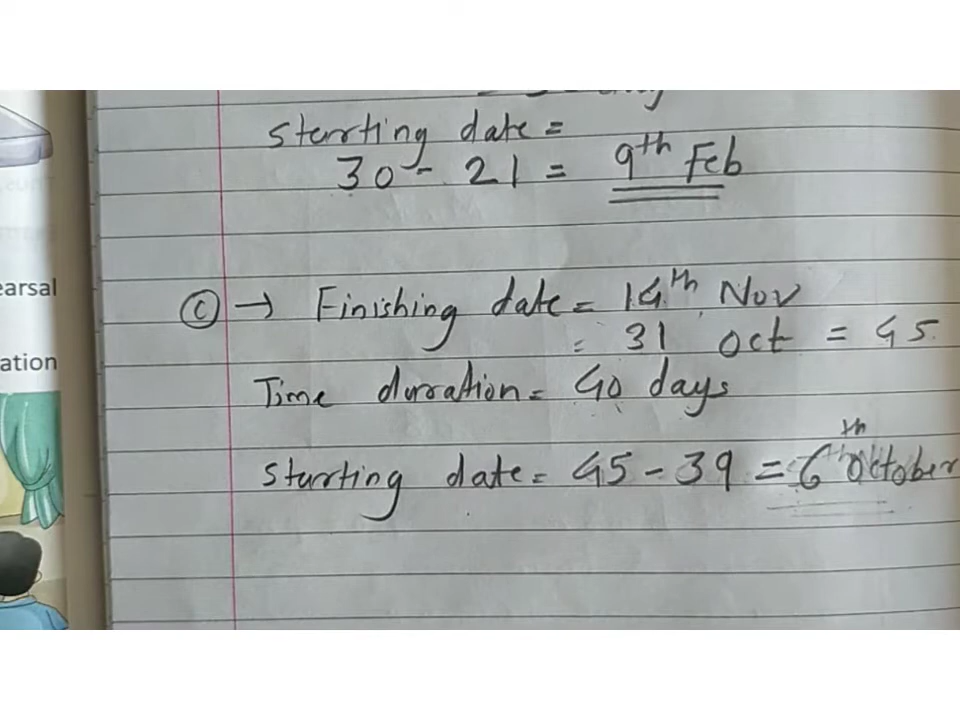 starting date =
30 - 21 = 9th Feb
earsal
ation
ⓒ → Finishing date = 14th Nov
= 31 oct = 45
Time duration = 40 days
starting date = 45 - 39 = 6th October